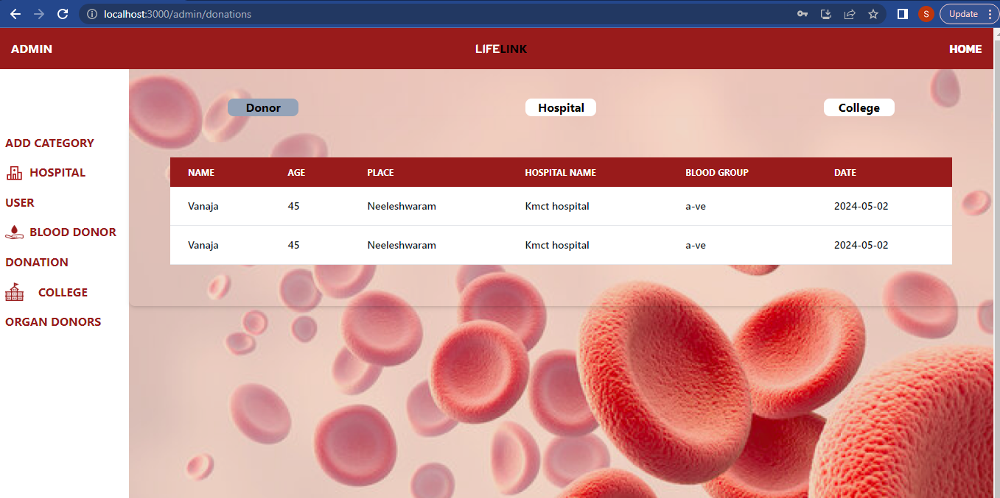 localhost:3000/admin/donations
S
Update
ADMIN
LIFELINK
HOME
Donor
Hospital
College
ADD CATEGORY
HOSPITAL
USER
BLOOD DONOR
DONATION
COLLEGE
ORGAN DONORS
NAME AGE PLACE HOSPITAL NAME BLOOD GROUP DATE
Vanaja 45 Neeleshwaram Kmct hospital a-ve 2024-05-02
Vanaja 45 Neeleshwaram Kmct hospital a-ve 2024-05-02